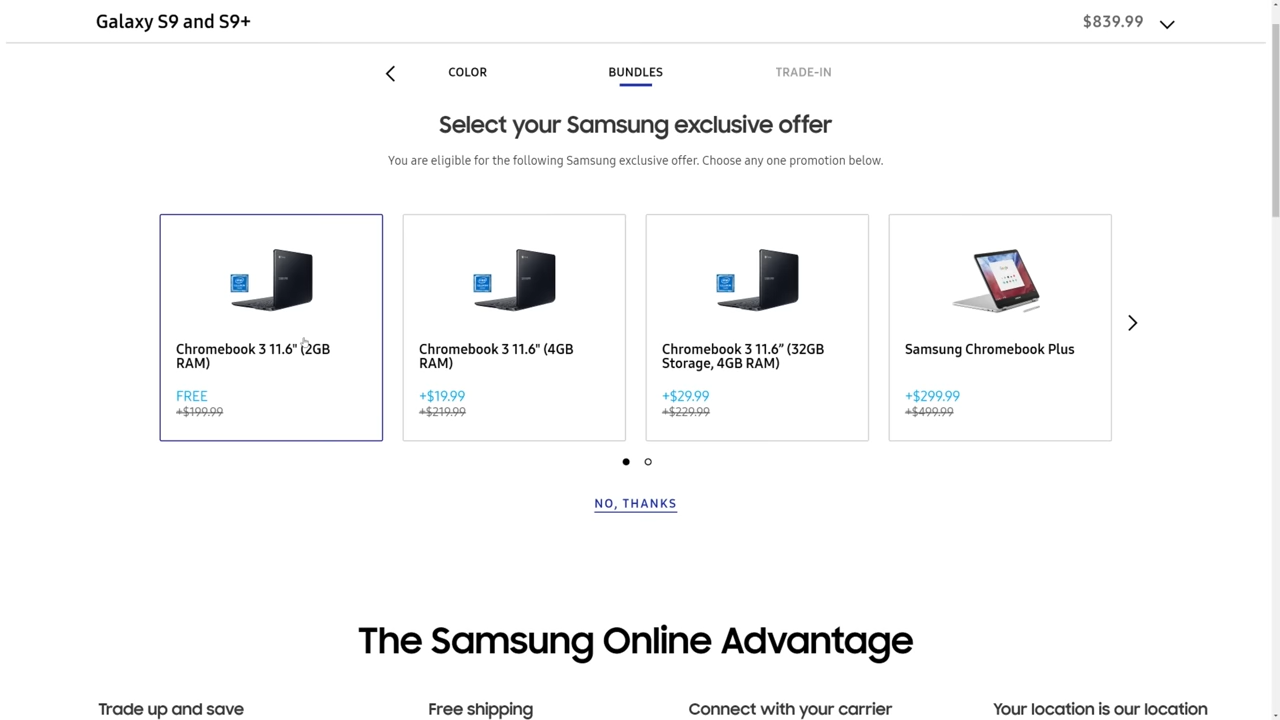 Galaxy S9 and S9+
$839.99
COLOR
BUNDLES
TRADE-IN
Select your Samsung exclusive offer
You are eligible for the following Samsung exclusive offer. Choose any one promotion below.
Chromebook 3 11.6" (2GB
RAM)
FREE
+$199.99
Chromebook 3 11.6" (4GB
RAM)
+$19.99
+$219.99
Chromebook 3 11.6” (32GB
Storage, 4GB RAM)
+$29.99
+$229.99
Samsung Chromebook Plus
+$299.99
+$499.99
NO, THANKS
The Samsung Online Advantage
Trade up and save
Free shipping
Connect with your carrier
Your location is our location